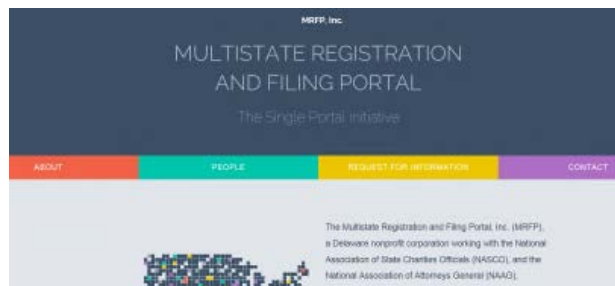 MRFP, Inc.
MULTISTATE REGISTRATION
AND FILING PORTAL
The Single Portal Initiative
ABOUT
PEOPLE
REQUEST FOR INFORMATION
CONTACT
The Multistate Registration and Filing Portal, Inc. (MRFP),
a Delaware nonprofit corporation working with the National
Association of State Charities Officials (NASCO), and the
National Association of Attorneys General (NAAG),